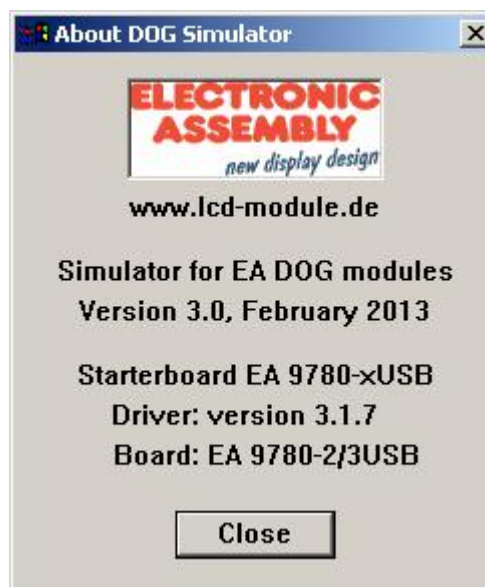 About DOG Simulator
ELECTRONIC
ASSEMBLY
new display design
www.lcd-module.de
Simulator for EA DOG modules
Version 3.0, February 2013
Starterboard EA 9780-xUSB
Driver: version 3.1.7
Board: EA 9780-2/3USB
Close